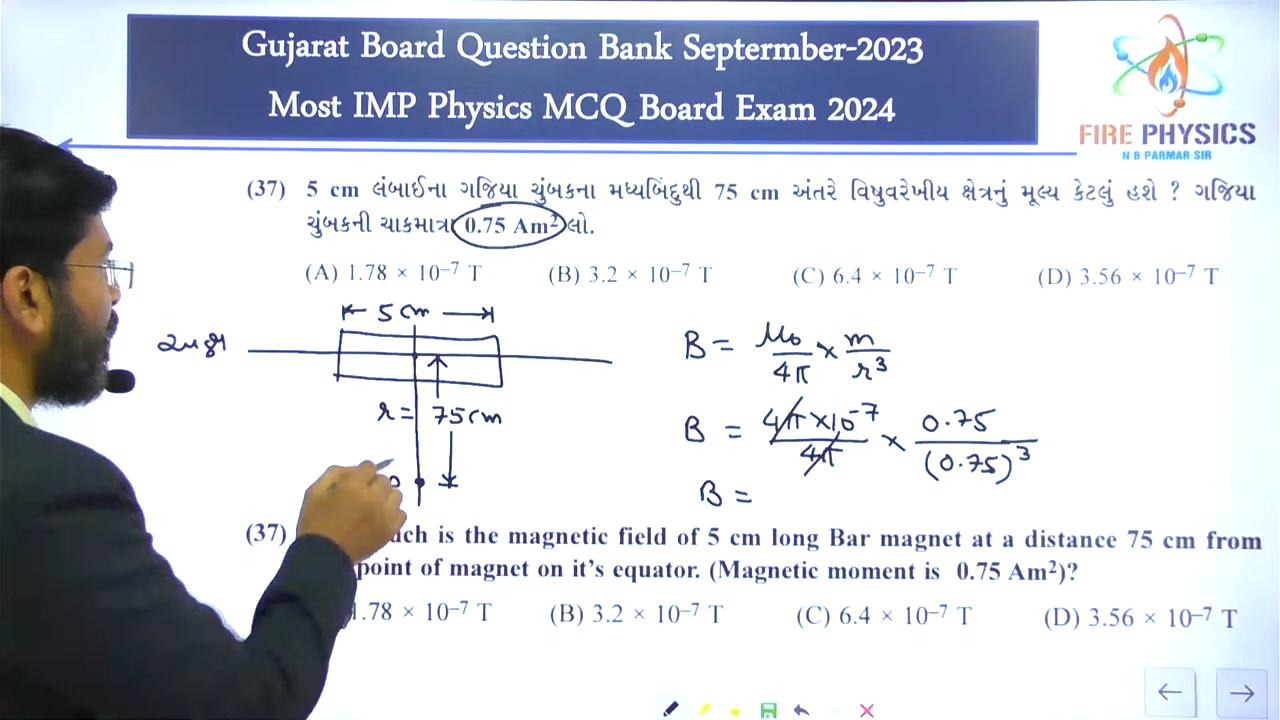 Gujarat Board Question Bank Septermber-2023
Most IMP Physics MCQ Board Exam 2024
FIRE PHYSICS
N B PARMAR SIR
(37) 5 cm લંબાઈના ગજિયા ચુંબકના મધ્યબિંદુથી 75 cm અંતરે વિષુવરેખીય ક્ષેત્રનું મૂલ્ય કેટલું હશે ? ગજિયા
ચુંબકની ચાકમાત્રા 0.75 Am² લો.
(A) 1.78 × 10⁻⁷ T (B) 3.2 × 10⁻⁷ T (C) 6.4 × 10⁻⁷ T (D) 3.56 × 10⁻⁷ T
5 cm
અક્ષ
r = 75 cm
B = μ₀/4π × m/r³
B = 4π × 10⁻⁷/4π × 0.75/(0.75)³
B =
(37) is the magnetic field of 5 cm long Bar magnet at a distance 75 cm from
point of magnet on it's equator. (Magnetic moment is 0.75 Am²)?
1.78 × 10⁻⁷ T (B) 3.2 × 10⁻⁷ T (C) 6.4 × 10⁻⁷ T (D) 3.56 × 10⁻⁷ T